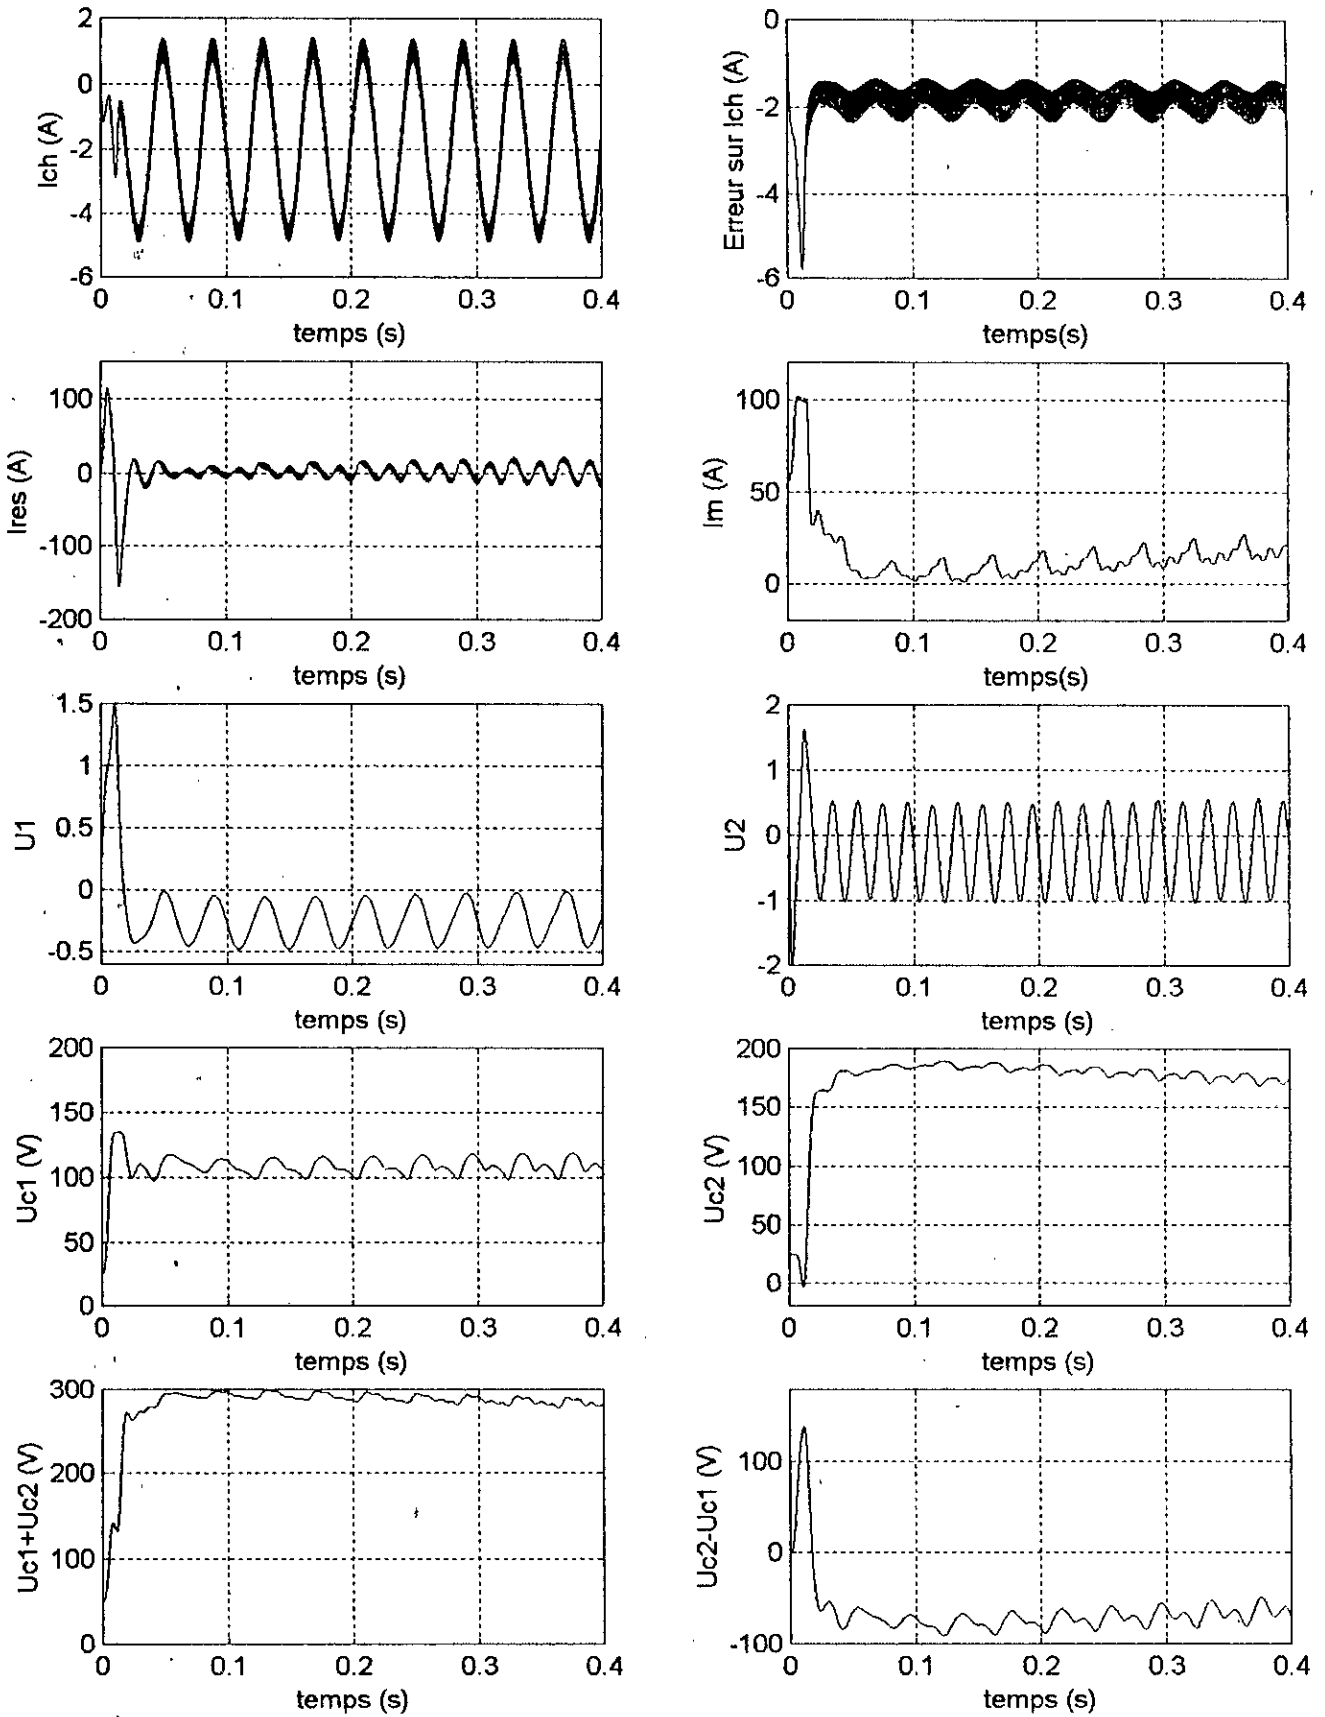 2
0
-2
-4
-6
Ich (A)
0 0.1 0.2 0.3 0.4
temps (s)
0
-2
-4
-6
Erreur sur Ich (A)
0 0.1 0.2 0.3 0.4
temps(s)
100
0
-100
-200
Ires (A)
0 0.1 0.2 0.3 0.4
temps (s)
100
50
0
Im (A)
0 0.1 0.2 0.3 0.4
temps(s)
1.5
1
0.5
0
-0.5
U1
0 0.1 0.2 0.3 0.4
temps (s)
2
1
0
-1
-2
U2
0 0.1 0.2 0.3 0.4
temps (s)
200
150
100
50
0
Uc1 (V)
0 0.1 0.2 0.3 0.4
temps (s)
200
150
100
50
0
Uc2 (V)
0 0.1 0.2 0.3 0.4
temps (s)
300
200
100
0
Uc1+Uc2 (V)
0 0.1 0.2 0.3 0.4
temps (s)
100
0
-100
Uc2-Uc1 (V)
0 0.1 0.2 0.3 0.4
temps (s)